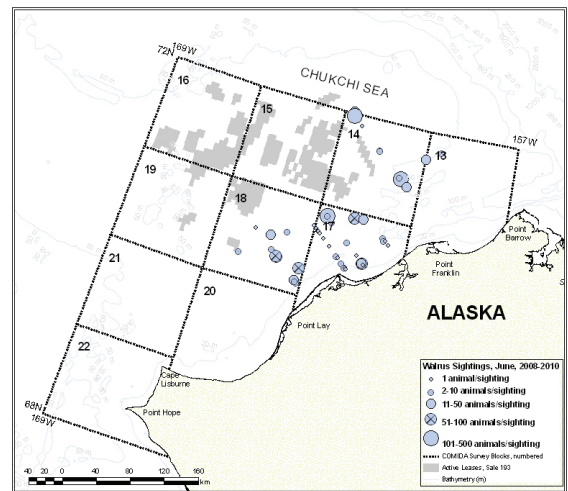 169W
72N
CHUKCHI SEA
16
15
14
13
157W
19
18
17
Point Barrow
21
20
Point Franklin
ALASKA
22
Point Lay
Cape Lisburne
68N
169W
Point Hope
Walrus Sightings, June, 2008-2010
1 animal/sighting
2-10 animals/sighting
11-50 animals/sighting
51-100 animals/sighting
101-500 animals/sighting
COMIDA Survey Blocks, numbered
Active Leases, Sale 193
Bathymetry (m)
40 20 0 40 80 120 160
km